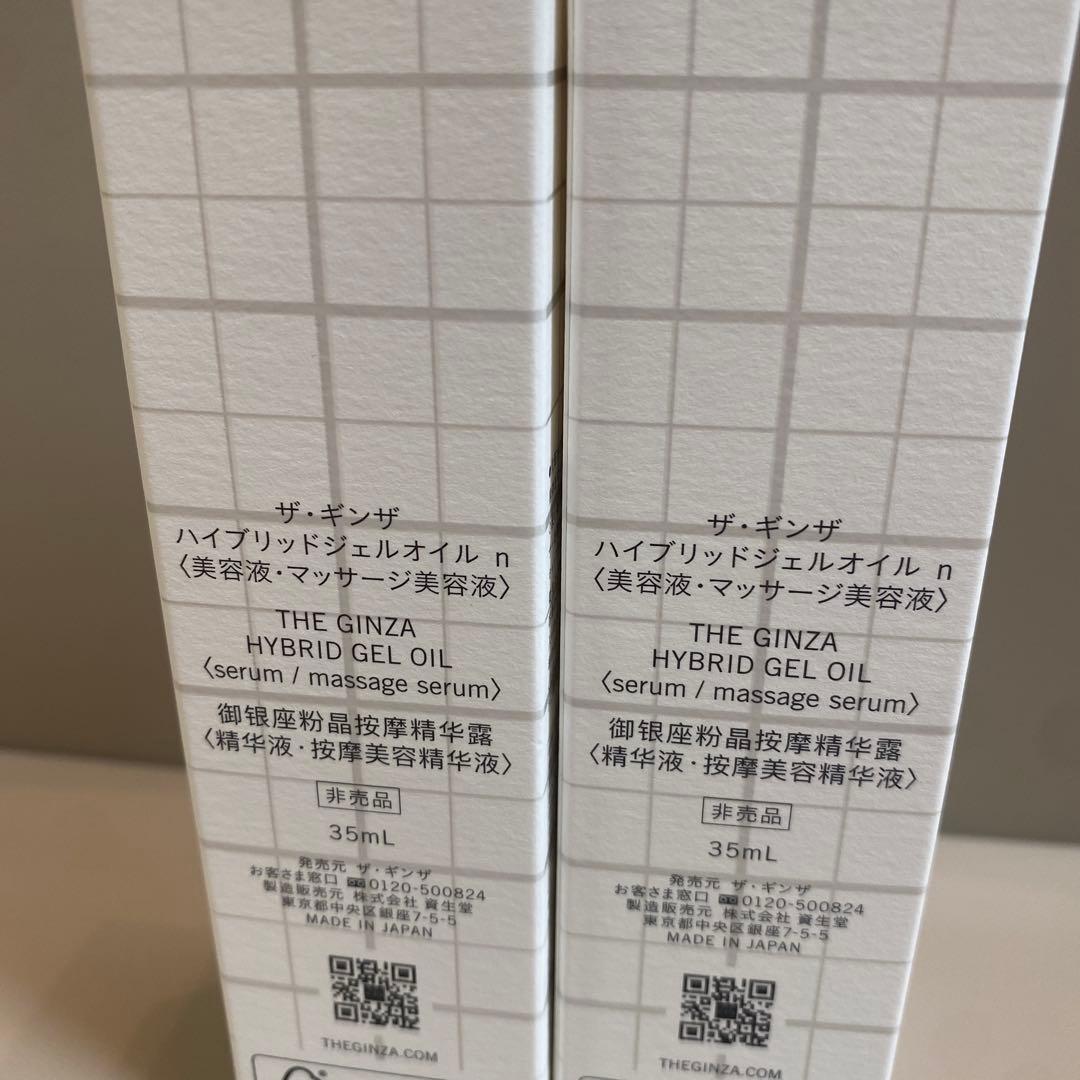 ザ・ギンザ
ハイブリッドジェルオイル n
〈美容液・マッサージ美容液〉
THE GINZA
HYBRID GEL OIL
〈serum / massage serum〉
御银座粉晶按摩精华露
〈精华液·按摩美容精华液〉
非売品
35mL
発売元 ザ・ギンザ
お客さま窓口 0120-500824
製造販売元 株式会社 資生堂
東京都中央区銀座7-5-5
MADE IN JAPAN
THEGINZA.COM
ザ・ギンザ
ハイブリッドジェルオイル n
〈美容液・マッサージ美容液〉
THE GINZA
HYBRID GEL OIL
〈serum / massage serum〉
御银座粉晶按摩精华露
〈精华液·按摩美容精华液〉
非売品
35mL
発売元 ザ・ギンザ
お客さま窓口 0120-500824
製造販売元 株式会社 資生堂
東京都中央区銀座7-5-5
MADE IN JAPAN
THEGINZA.COM